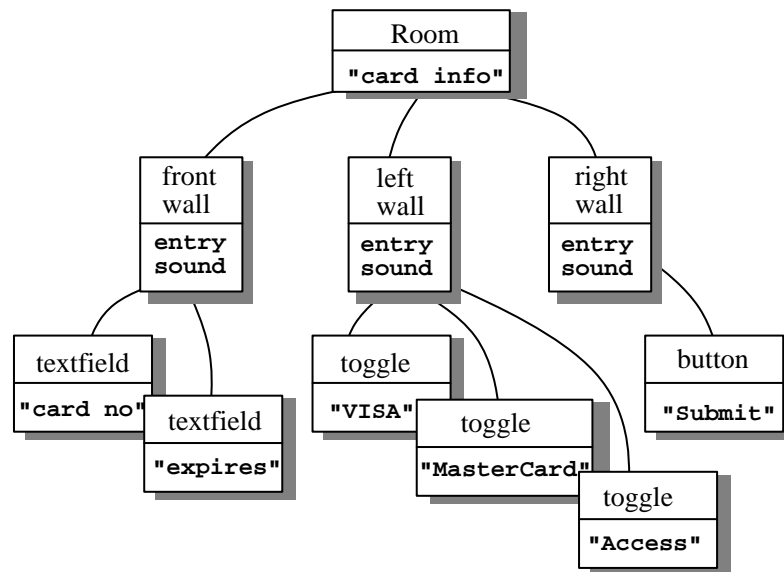 Room
"card info"
front
wall
entry
sound
left
wall
entry
sound
right
wall
entry
sound
textfield
"card no"
textfield
"expires"
toggle
"VISA"
toggle
"MasterCard"
toggle
"Access"
button
"Submit"